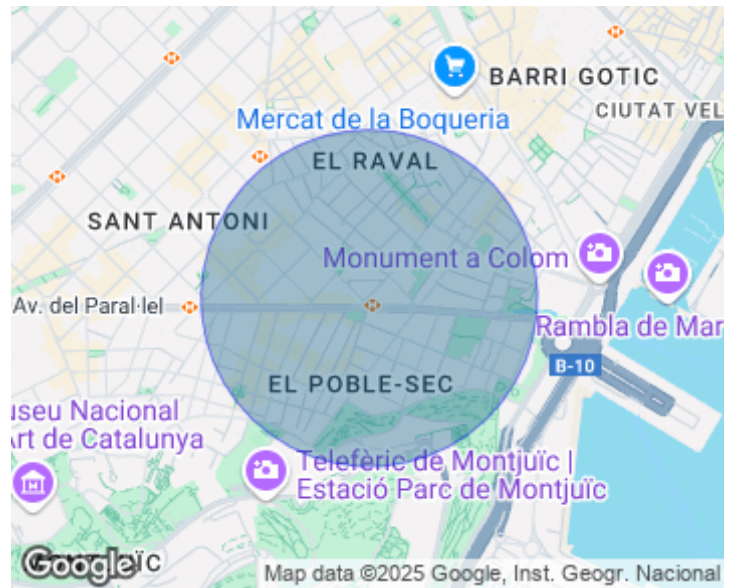 BARRI GOTIC
CIUTAT VEL
Mercat de la Boqueria
EL RAVAL
SANT ANTONI
Monument a Colom
Av. del Paral·lel
Rambla de Mar
B-10
EL POBLE-SEC
useu Nacional
Art de Catalunya
Telefèric de Montjuïc |
Estació Parc de Montjuïc
Google
ïC
Map data ©2025 Google, Inst. Geogr. Nacional